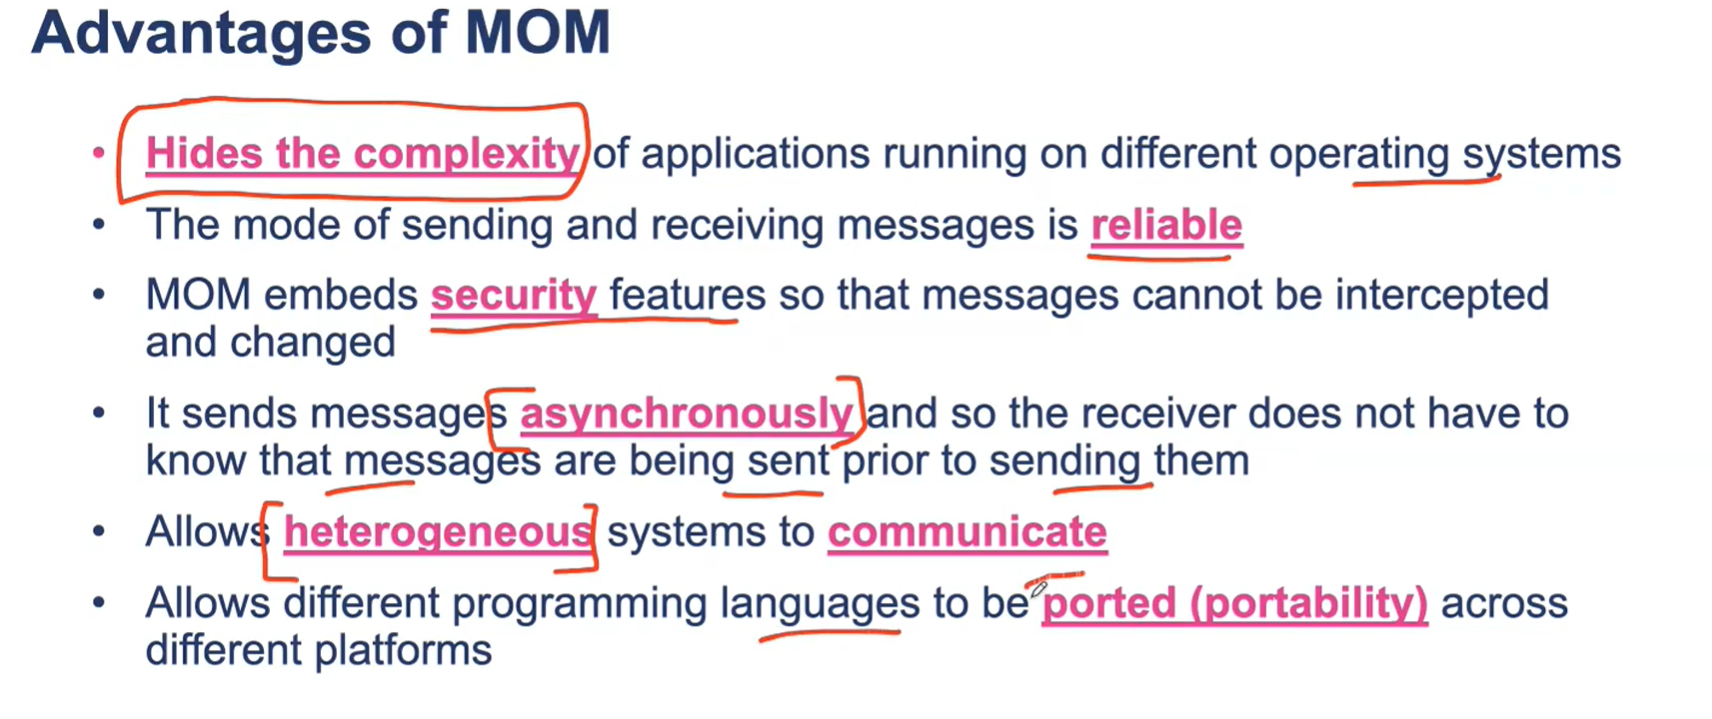 Advantages of MOM
• Hides the complexity of applications running on different operating systems
• The mode of sending and receiving messages is reliable
• MOM embeds security features so that messages cannot be intercepted
and changed
• It sends messages asynchronously and so the receiver does not have to
know that messages are being sent prior to sending them
• Allows heterogeneous systems to communicate
• Allows different programming languages to be ported (portability) across
different platforms